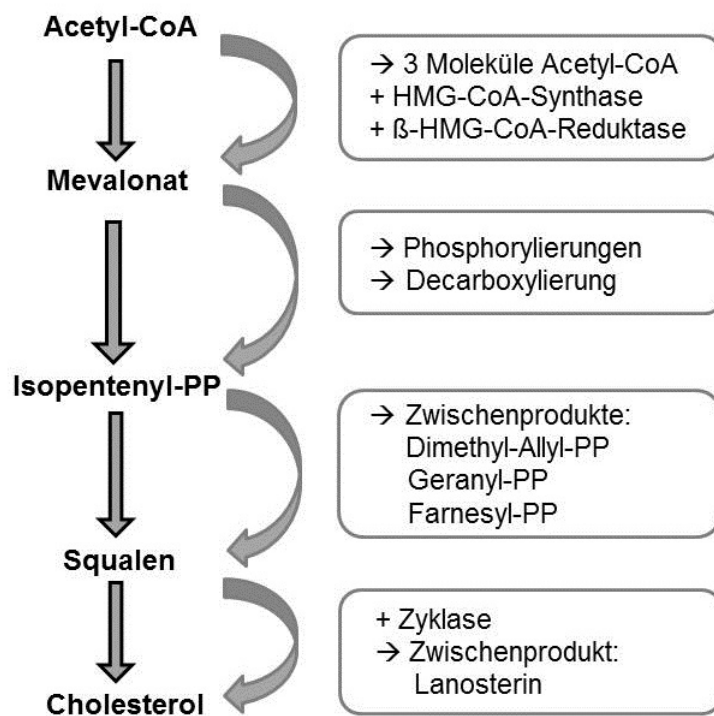 Acetyl-CoA
→ 3 Moleküle Acetyl-CoA
+ HMG-CoA-Synthase
+ ß-HMG-CoA-Reduktase
Mevalonat
→ Phosphorylierungen
→ Decarboxylierung
Isopentenyl-PP
→ Zwischenprodukte:
Dimethyl-Allyl-PP
Geranyl-PP
Farnesyl-PP
Squalen
+ Zyklase
→ Zwischenprodukt:
Lanosterin
Cholesterol